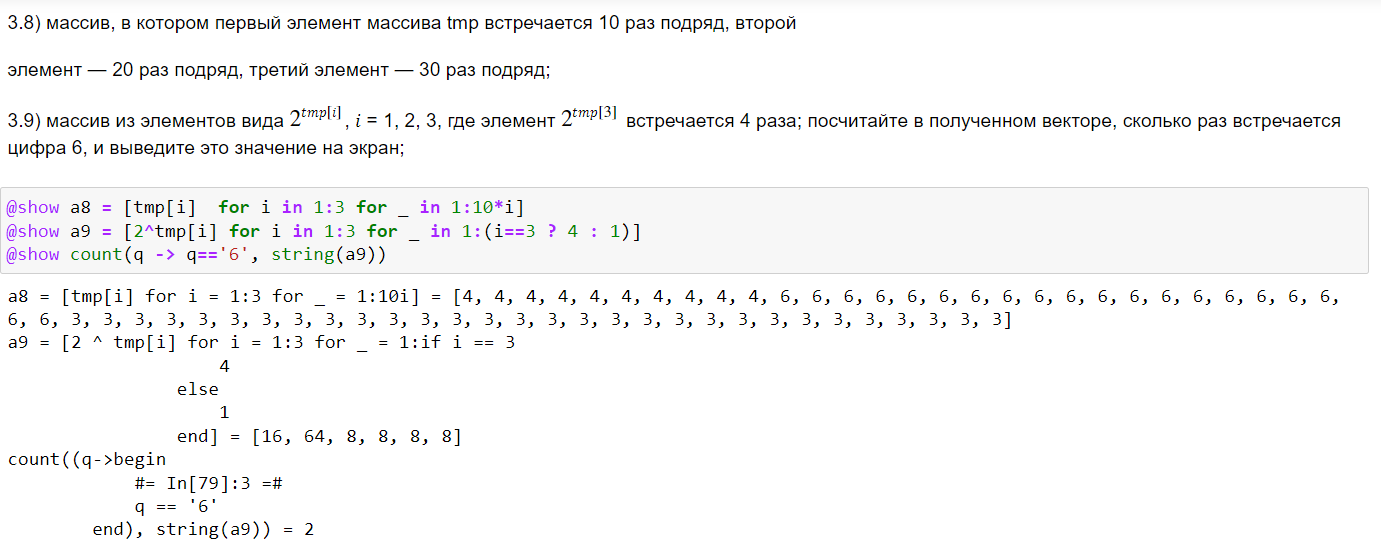 3.8) массив, в котором первый элемент массива tmp встречается 10 раз подряд, второй
элемент — 20 раз подряд, третий элемент — 30 раз подряд;
3.9) массив из элементов вида 2^tmp[i], i = 1, 2, 3, где элемент 2^tmp[3] встречается 4 раза; посчитайте в полученном векторе, сколько раз встречается
цифра 6, и выведите это значение на экран;
@show a8 = [tmp[i]  for i in 1:3 for _ in 1:10*i]
@show a9 = [2^tmp[i] for i in 1:3 for _ in 1:(i==3 ? 4 : 1)]
@show count(q -> q=='6', string(a9))
a8 = [tmp[i] for i = 1:3 for _ = 1:10i] = [4, 4, 4, 4, 4, 4, 4, 4, 4, 4, 6, 6, 6, 6, 6, 6, 6, 6, 6, 6, 6, 6, 6, 6, 6, 6, 6, 6,
6, 6, 3, 3, 3, 3, 3, 3, 3, 3, 3, 3, 3, 3, 3, 3, 3, 3, 3, 3, 3, 3, 3, 3, 3, 3, 3, 3, 3, 3, 3, 3]
a9 = [2 ^ tmp[i] for i = 1:3 for _ = 1:if i == 3
4
else
1
end] = [16, 64, 8, 8, 8, 8]
count((q->begin
#= In[79]:3 =#
q == '6'
end), string(a9)) = 2